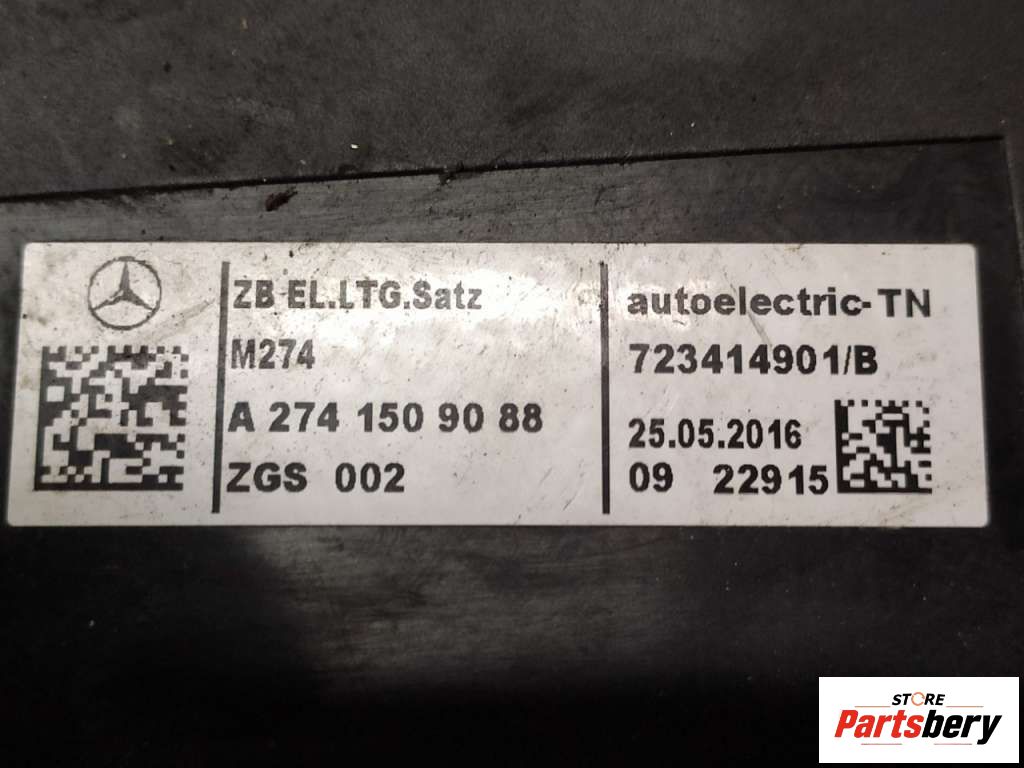 ZB EL.LTG.Satz
M274
A 274 150 90 88
ZGS 002
autoelectric-TN
723414901/B
25.05.2016
09 22915
STORE
Partsbery